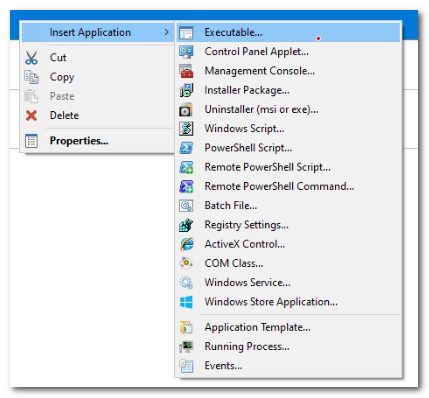 Insert Application
Cut
Copy
Paste
Delete
Properties...
Executable...
Control Panel Applet...
Management Console...
Installer Package...
Uninstaller (msi or exe)...
Windows Script...
PowerShell Script...
Remote PowerShell Script...
Remote PowerShell Command...
Batch File...
Registry Settings...
ActiveX Control...
COM Class...
Windows Service...
Windows Store Application...
Application Template...
Running Process...
Events...